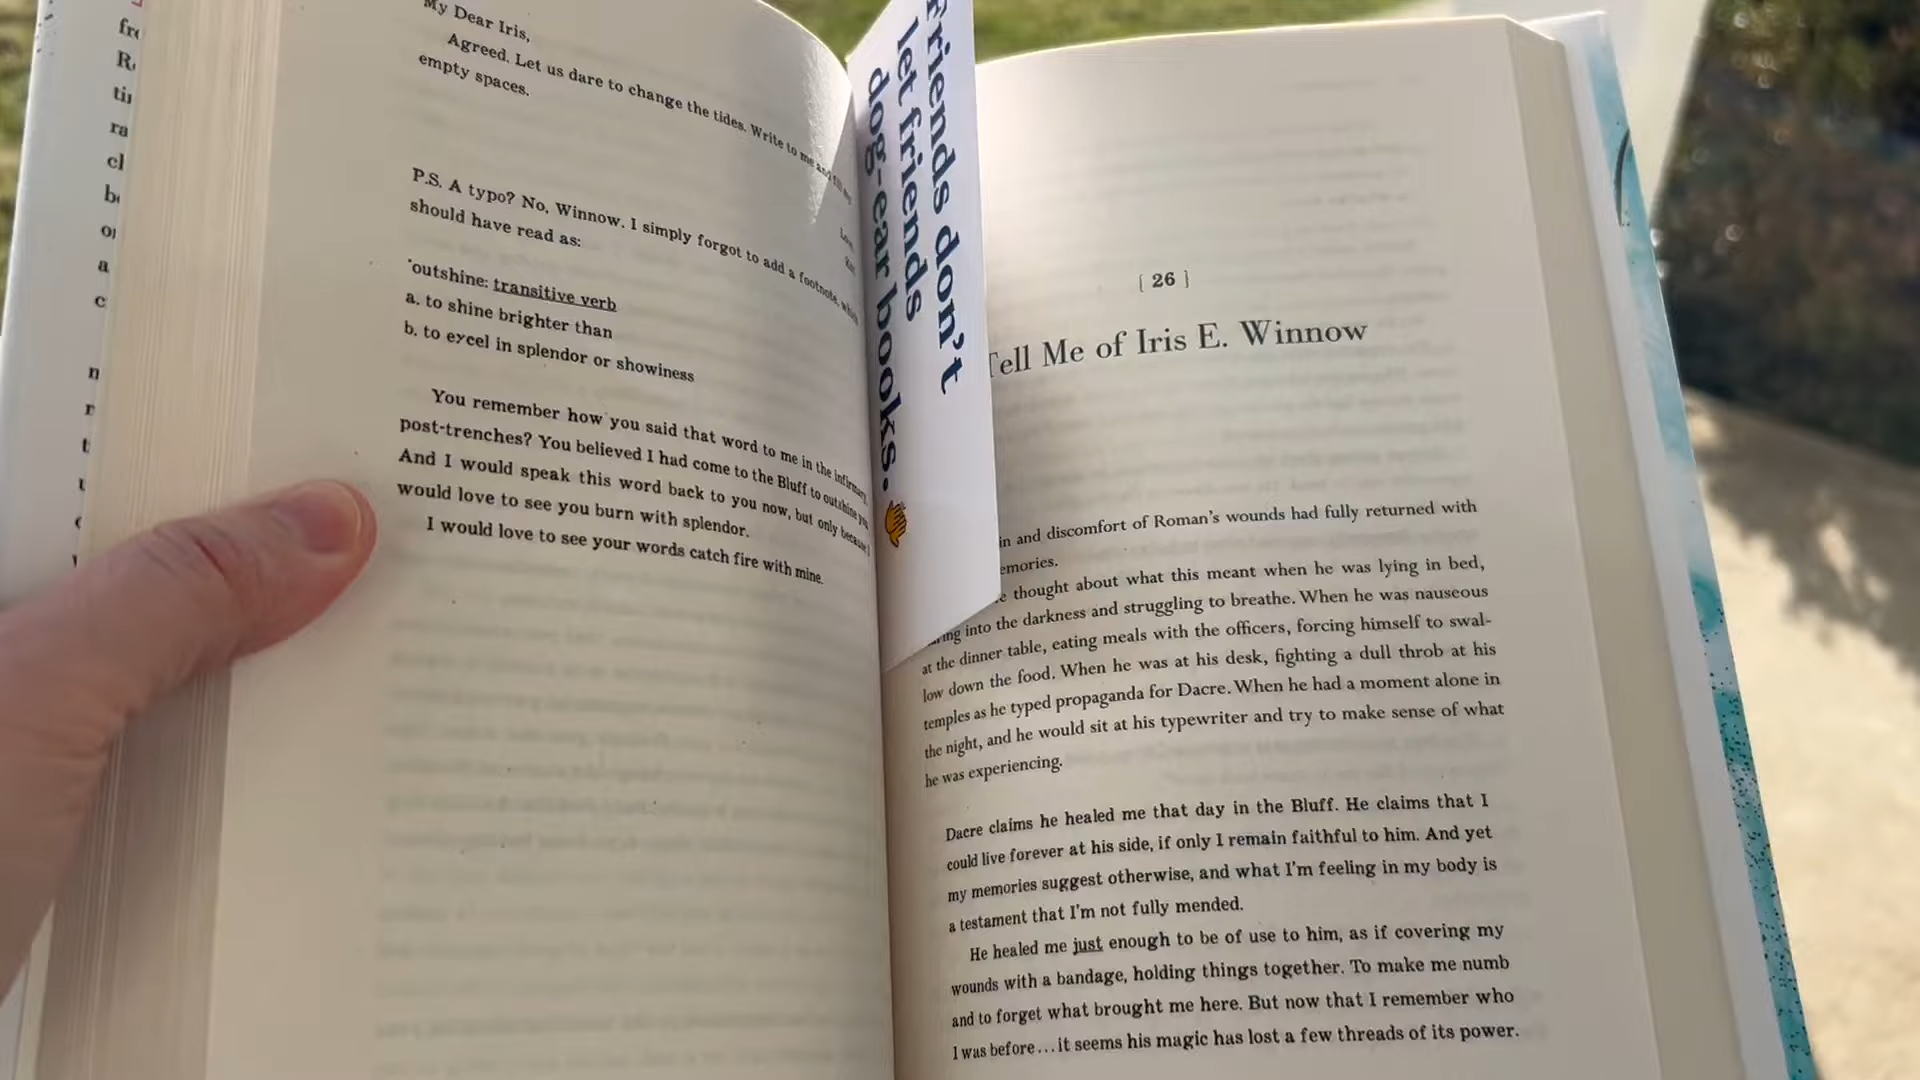 My Dear Iris,
Agreed. Let us dare to change the tides. Write to me and fill
empty spaces.
Love,
P.S. A typo? No, Winnow. I simply forgot to add a footnote, which
should have read as:
*outshine: transitive verb
a. to shine brighter than
b. to excel in splendor or showiness
You remember how you said that word to me in the infirmary,
post-trenches? You believed I had come to the Bluff to outshine you
And I would speak this word back to you now, but only because I
would love to see you burn with splendor.
I would love to see your words catch fire with mine.
friends don't
let friends
dog-ear books.
[ 26 ]
Tell Me of Iris E. Winnow
in and discomfort of Roman's wounds had fully returned with
emories.
e thought about what this meant when he was lying in bed,
ring into the darkness and struggling to breathe. When he was nauseous
at the dinner table, eating meals with the officers, forcing himself to swal-
low down the food. When he was at his desk, fighting a dull throb at his
temples as he typed propaganda for Dacre. When he had a moment alone in
the night, and he would sit at his typewriter and try to make sense of what
he was experiencing.
Dacre claims he healed me that day in the Bluff. He claims that I
could live forever at his side, if only I remain faithful to him. And yet
my memories suggest otherwise, and what I'm feeling in my body is
a testament that I'm not fully mended.
He healed me just enough to be of use to him, as if covering my
wounds with a bandage, holding things together. To make me numb
and to forget what brought me here. But now that I remember who
I was before...it seems his magic has lost a few threads of its power.